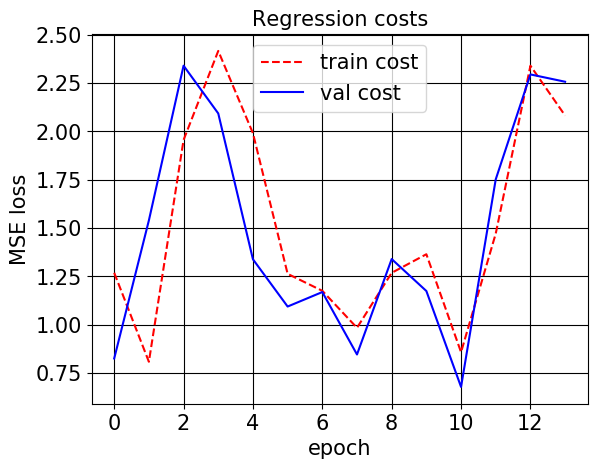 Regression costs
2.50
2.25
2.00
1.75
1.50
1.25
1.00
0.75
MSE loss
train cost
val cost
0 2 4 6 8 10 12
epoch